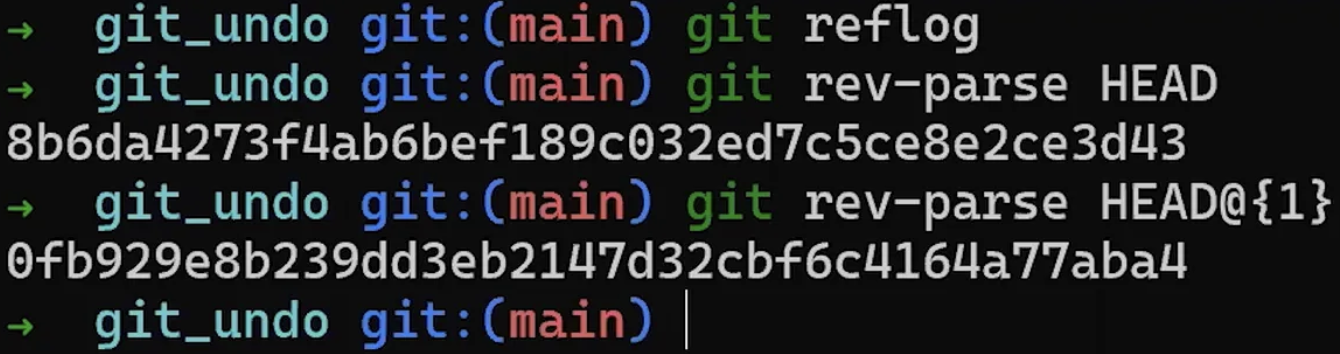 → git_undo git:(main) git reflog
→ git_undo git:(main) git rev-parse HEAD
8b6da4273f4ab6bef189c032ed7c5ce8e2ce3d43
→ git_undo git:(main) git rev-parse HEAD@{1}
0fb929e8b239dd3eb2147d32cbf6c4164a77aba4
→ git_undo git:(main)